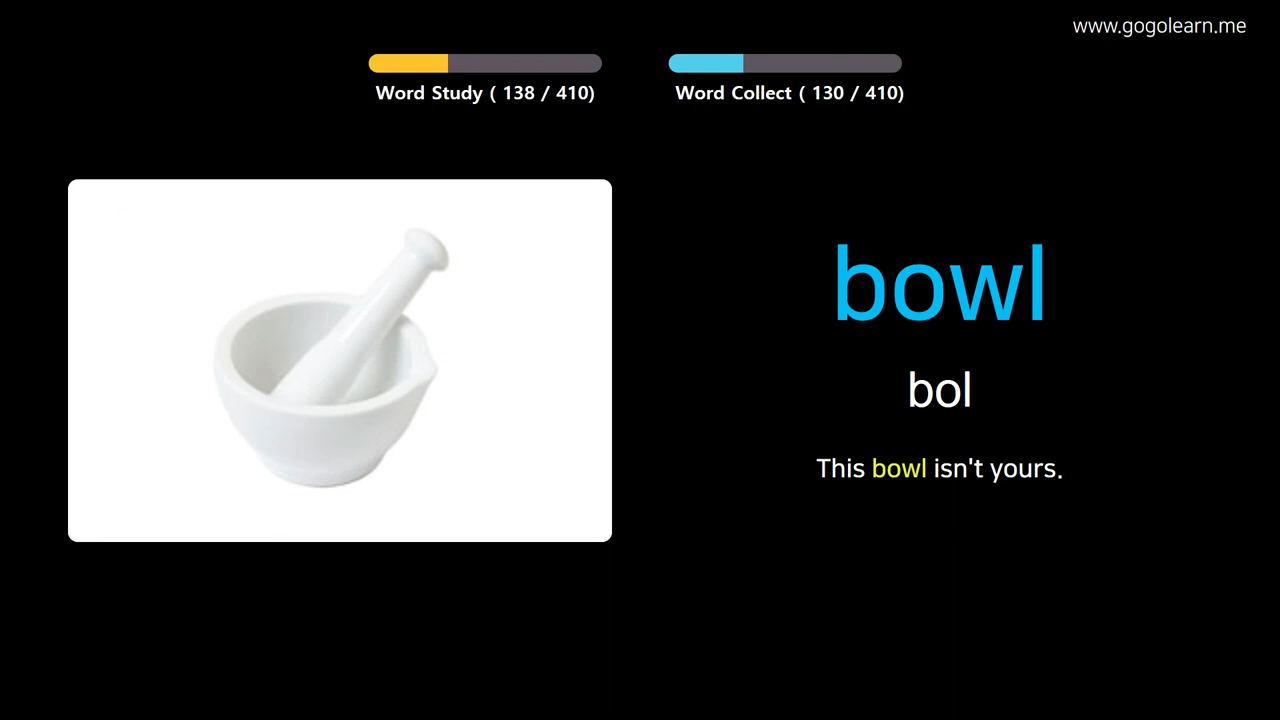 www.gogolearn.me
Word Study ( 138 / 410)
Word Collect ( 130 / 410)
bowl
bol
This bowl isn't yours.